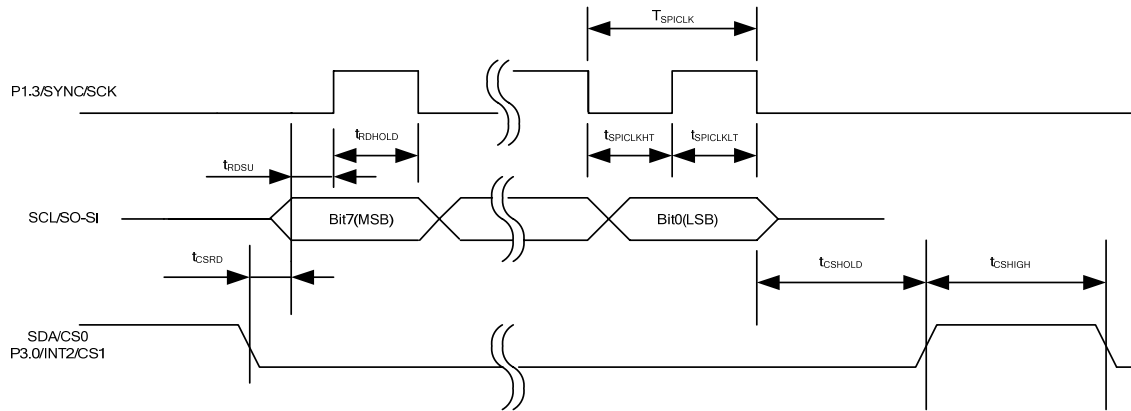 TSPICLK
P1.3/SYNC/SCK
tRDHOLD
tSPICLKHT
tSPICLKLT
tRDSU
SCL/SO-SI
Bit7(MSB)
Bit0(LSB)
tCSRD
tCSHOLD
tCSHIGH
SDA/CS0
P3.0/INT2/CS1